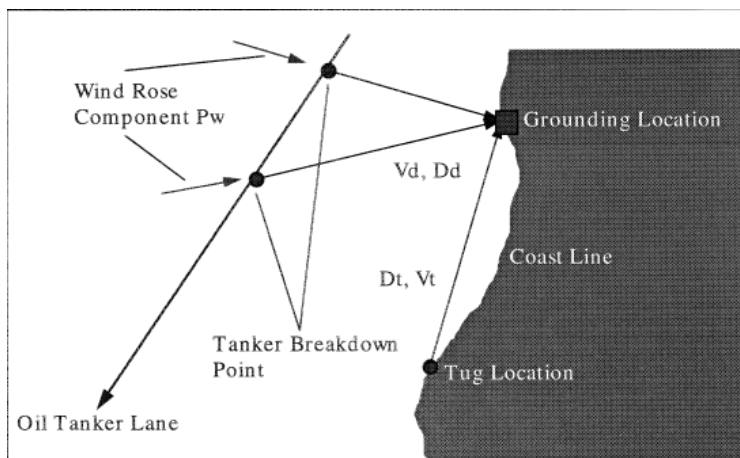 Wind Rose
Component Pw
Grounding Location
Vd, Dd
Coast Line
Dt, Vt
Tanker Breakdown
Point
Tug Location
Oil Tanker Lane